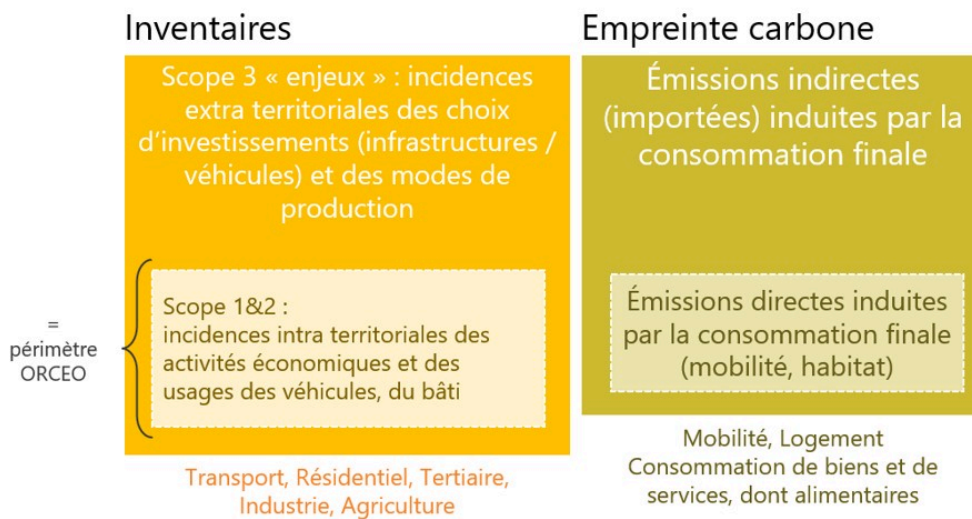 Inventaires
Scope 3 « enjeux » : incidences
extra territoriales des choix
d'investissements (infrastructures /
véhicules) et des modes de
production
=
périmètre
ORCEO
Scope 1&2 :
incidences intra territoriales des
activités économiques et des
usages des véhicules, du bâti
Transport, Résidentiel, Tertiaire,
Industrie, Agriculture
Empreinte carbone
Émissions indirectes
(importées) induites par la
consommation finale
Émissions directes induites
par la consommation finale
(mobilité, habitat)
Mobilité, Logement
Consommation de biens et de
services, dont alimentaires